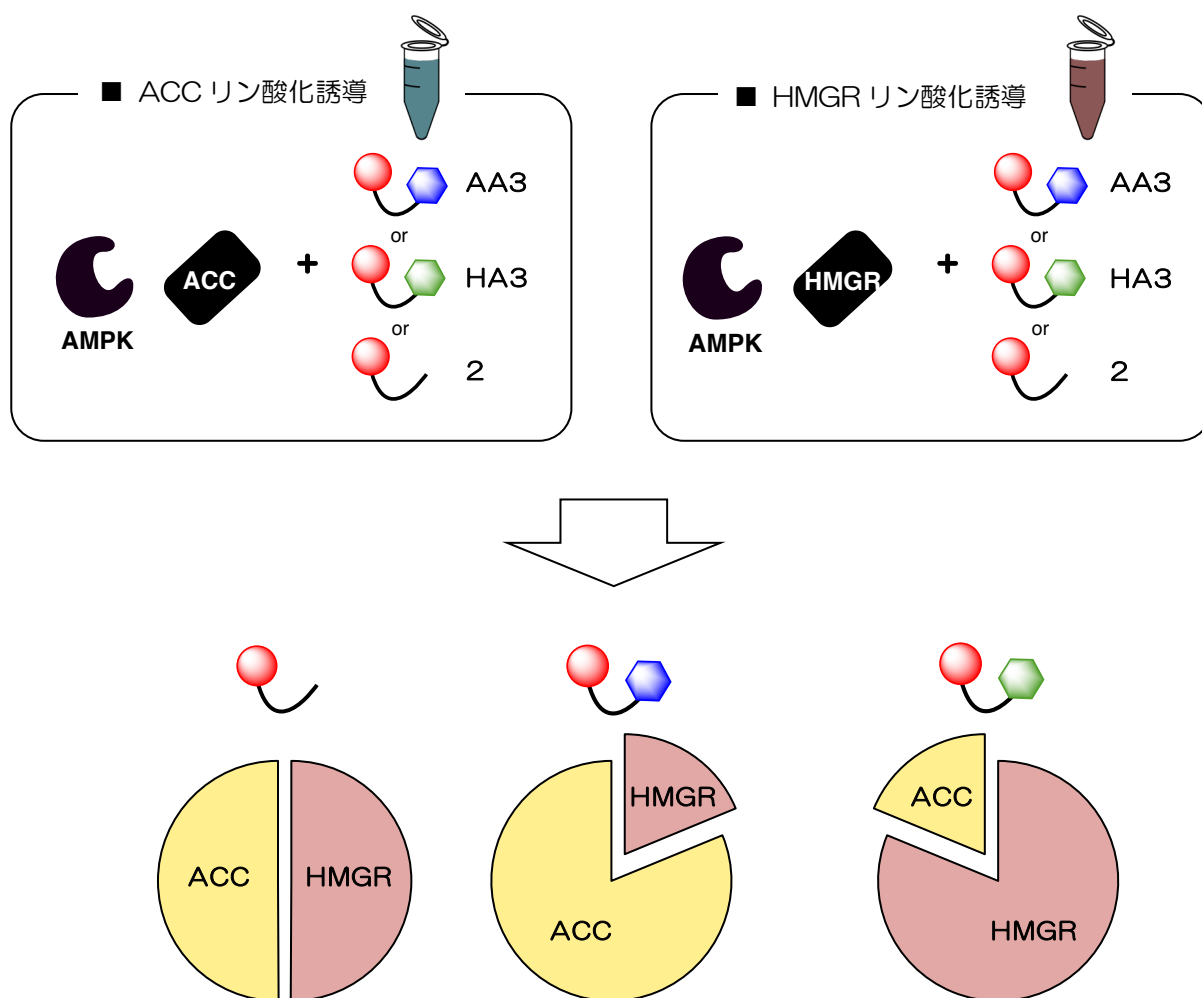 ■ ACC リン酸化誘導
AA3
or
HA3
or
2
AMPK
ACC
+
■ HMGR リン酸化誘導
AA3
or
HA3
or
2
AMPK
HMGR
+
ACC
HMGR
HMGR
ACC
ACC
HMGR